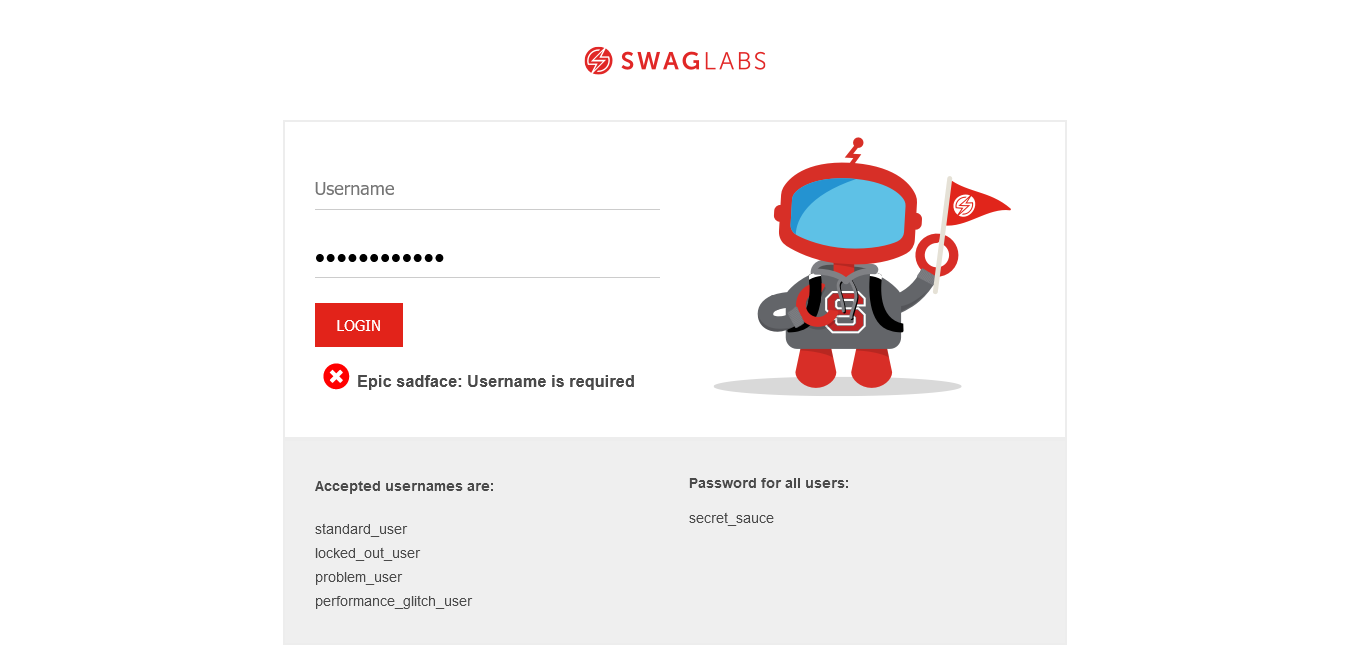 SWAGLABS
Username
••••••••••••
LOGIN
Epic sadface: Username is required
Accepted usernames are:
standard_user
locked_out_user
problem_user
performance_glitch_user
Password for all users:
secret_sauce
S